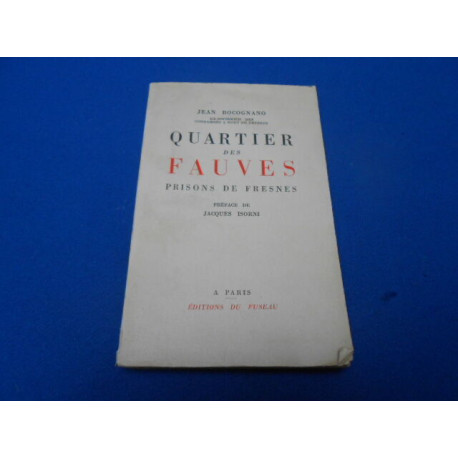 JEAN BOCOGNANO
QUARTIER
DES
FAUVES
PRISONS DE FRESNES
PRÉFACE DE
JACQUES ISORNI
A PARIS
ÉDITIONS DU FUSEAU